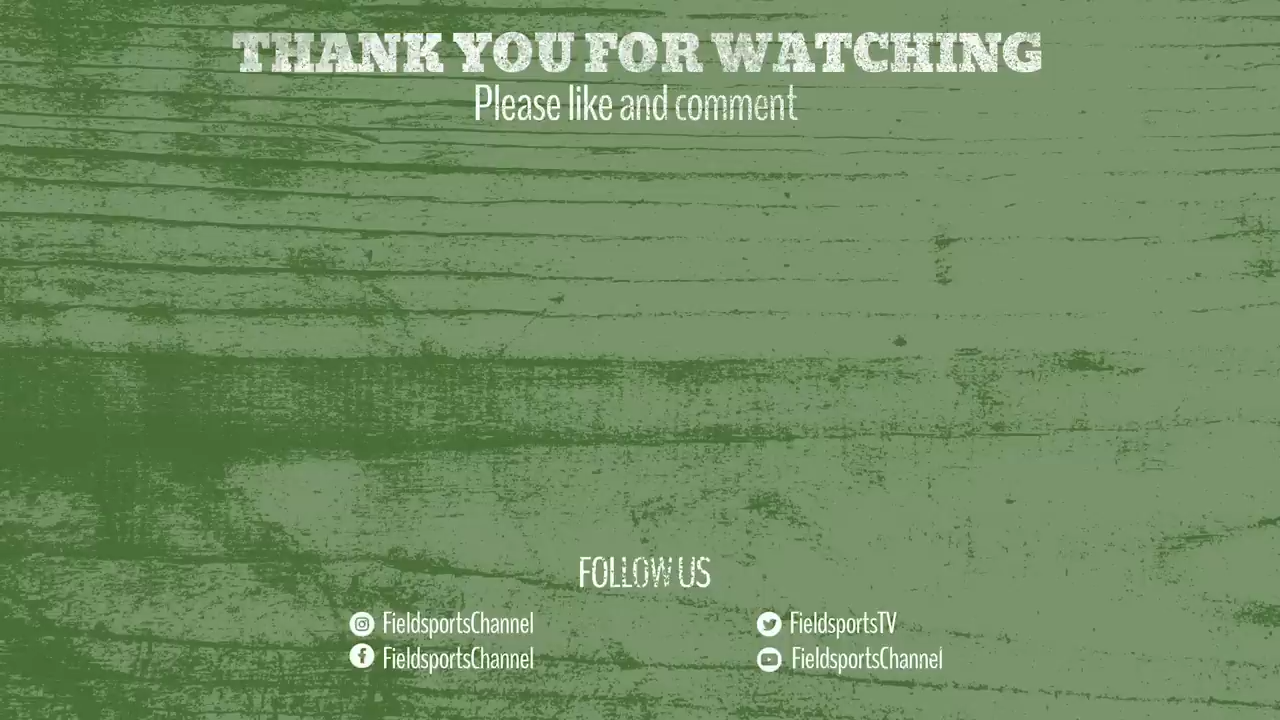 THANK YOU FOR WATCHING
Please like and comment
FOLLOW US
FieldsportsChannel
FieldsportsTV
FieldsportsChannel
FieldsportsChannel